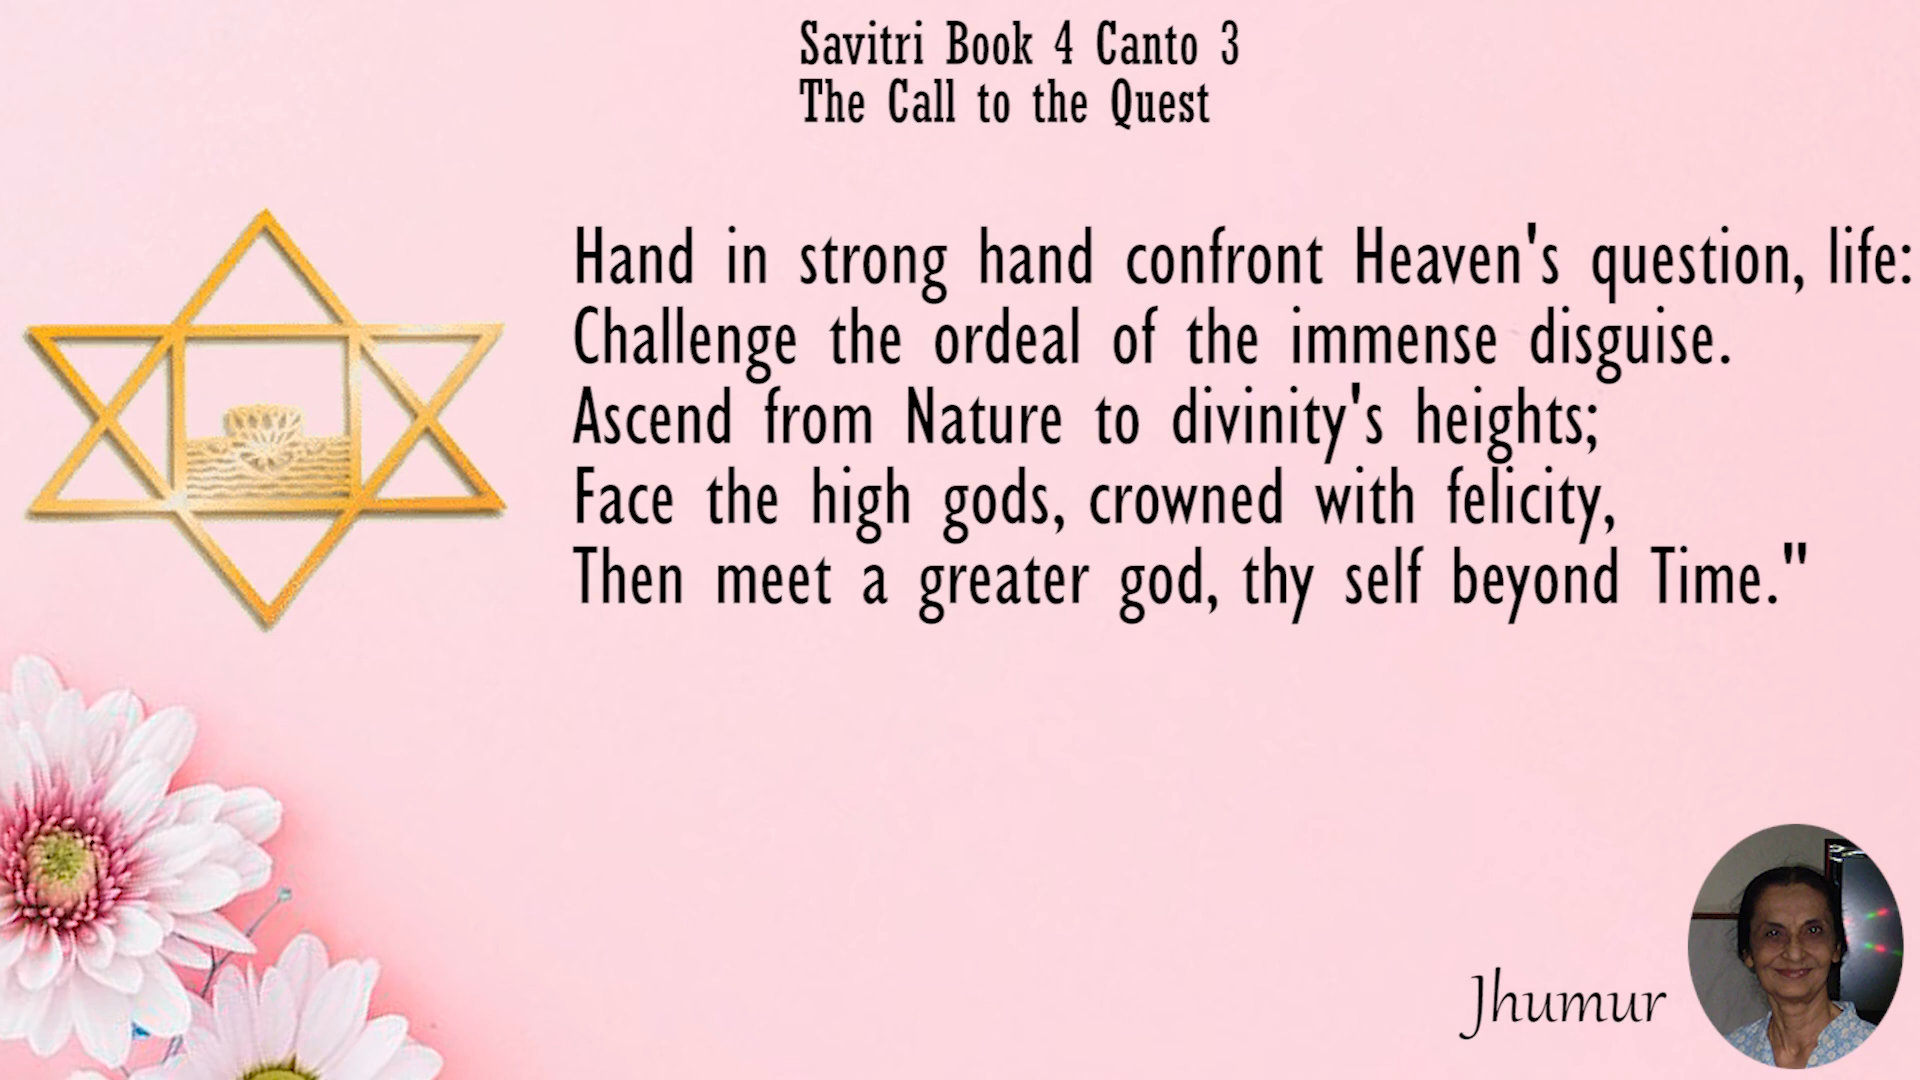 Savitri Book 4 Canto 3
The Call to the Quest
Hand in strong hand confront Heaven's question, life:
Challenge the ordeal of the immense disguise.
Ascend from Nature to divinity's heights;
Face the high gods, crowned with felicity,
Then meet a greater god, thy self beyond Time."
Jhumur